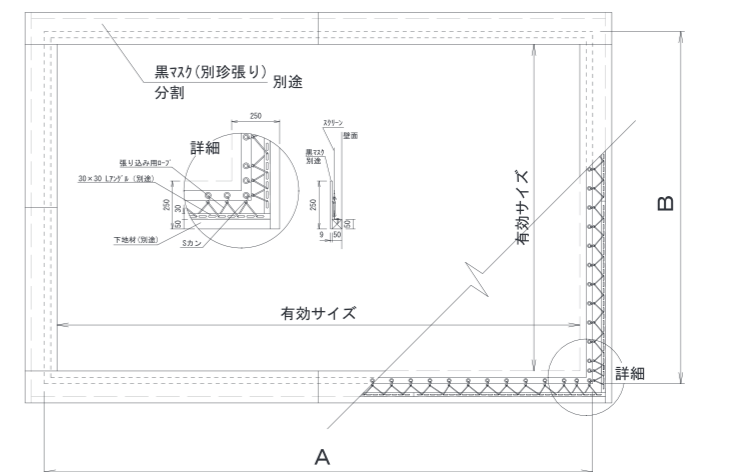 黒マスク(別珍張り)
分割
別途
250
スクリーン
壁面
詳細
黒マスク
別途
張り込み用ロープ
30×30 Lアングル (別途)
250
30
50
250
下地材(別途)
Sカン
9
50
50
有効サイズ
B
有効サイズ
詳細
A